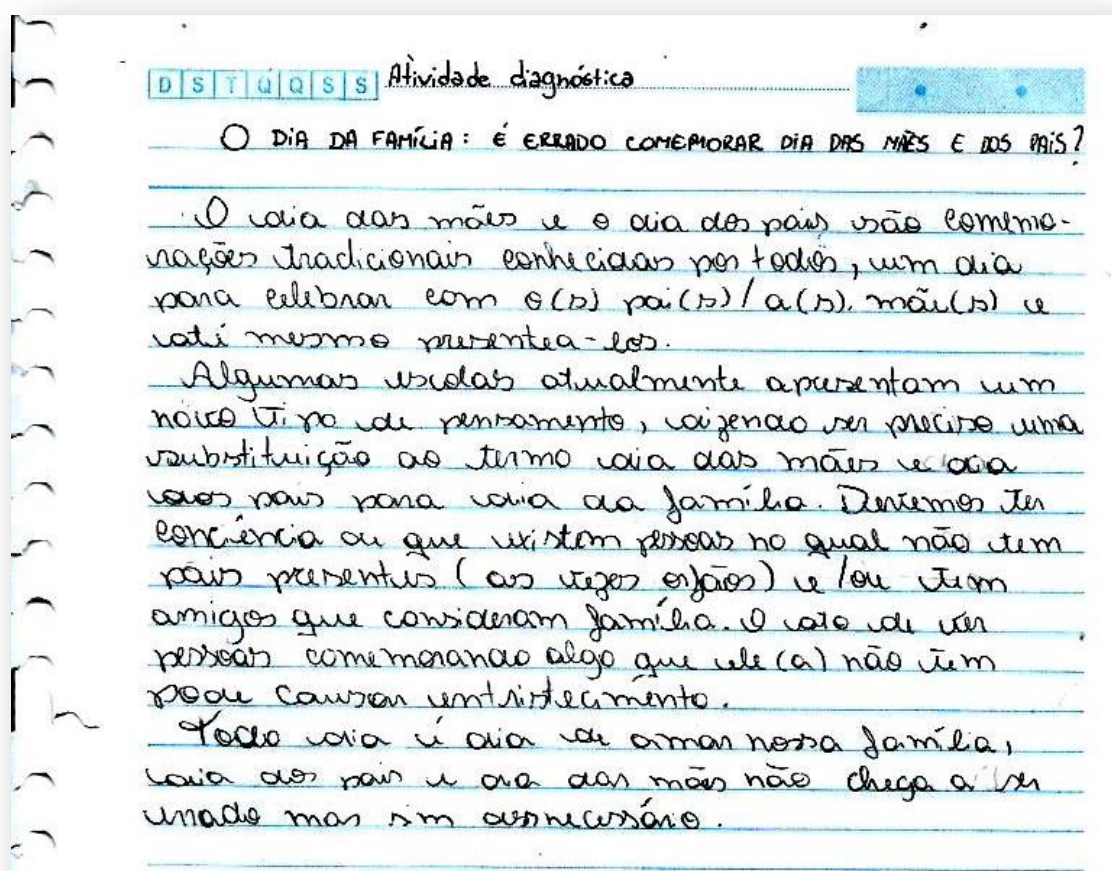 D S T Q Q S S Atividade diagnóstica
O DIA DA FAMÍLIA: É ERRADO COMEMORAR DIA DAS MÃES E DOS PAIS?
O dia das mães e o dia dos pais são comemo-
rações tradicionais conhecidas por todos, um dia
para celebrar com o(s) pai(s)/a(s). mãe(s) e
até mesmo presentea-los.
Algumas escolas atualmente apresentam um
novo tipo de pensamento, dizendo ser preciso uma
substituição ao termo dia das mães e dia
dos pais para dia da família. Devemos ter
conciência de que existem pessoas no qual não tem
pais presentes (as vezes orfãos) e/ou tem
amigos que consideram família. O ato de ver
pessoas comemorando algo que ele(a) não tem
pode causar entristecimento.
Todo dia é dia de amar nossa família,
dia dos pais e dia das mães não chega a ser
errado mas sim desnecessário.